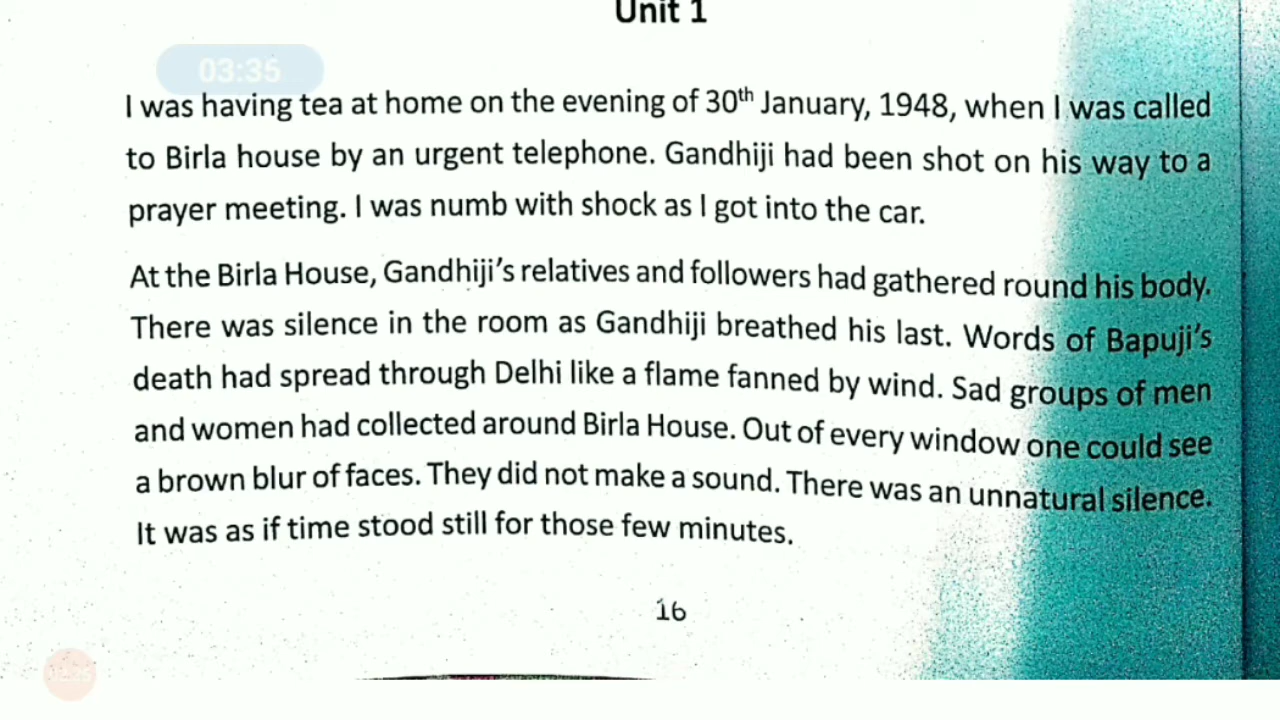 Unit 1
03:35
I was having tea at home on the evening of 30th January, 1948, when I was called
to Birla house by an urgent telephone. Gandhiji had been shot on his way to a
prayer meeting. I was numb with shock as I got into the car.
At the Birla House, Gandhiji's relatives and followers had gathered round his body.
There was silence in the room as Gandhiji breathed his last. Words of Bapuji's
death had spread through Delhi like a flame fanned by wind. Sad groups of men
and women had collected around Birla House. Out of every window one could see
a brown blur of faces. They did not make a sound. There was an unnatural silence.
It was as if time stood still for those few minutes.
16